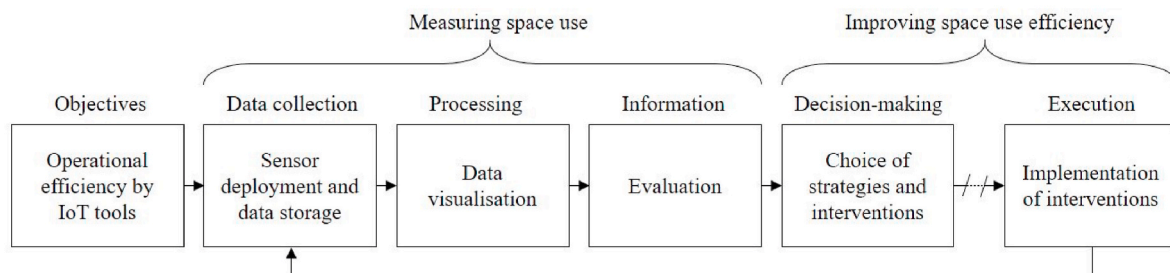 Measuring space use
Improving space use efficiency
Objectives
Data collection
Processing
Information
Decision-making
Execution
Operational
efficiency by
IoT tools
Sensor
deployment and
data storage
Data
visualisation
Evaluation
Choice of
strategies and
interventions
Implementation
of interventions